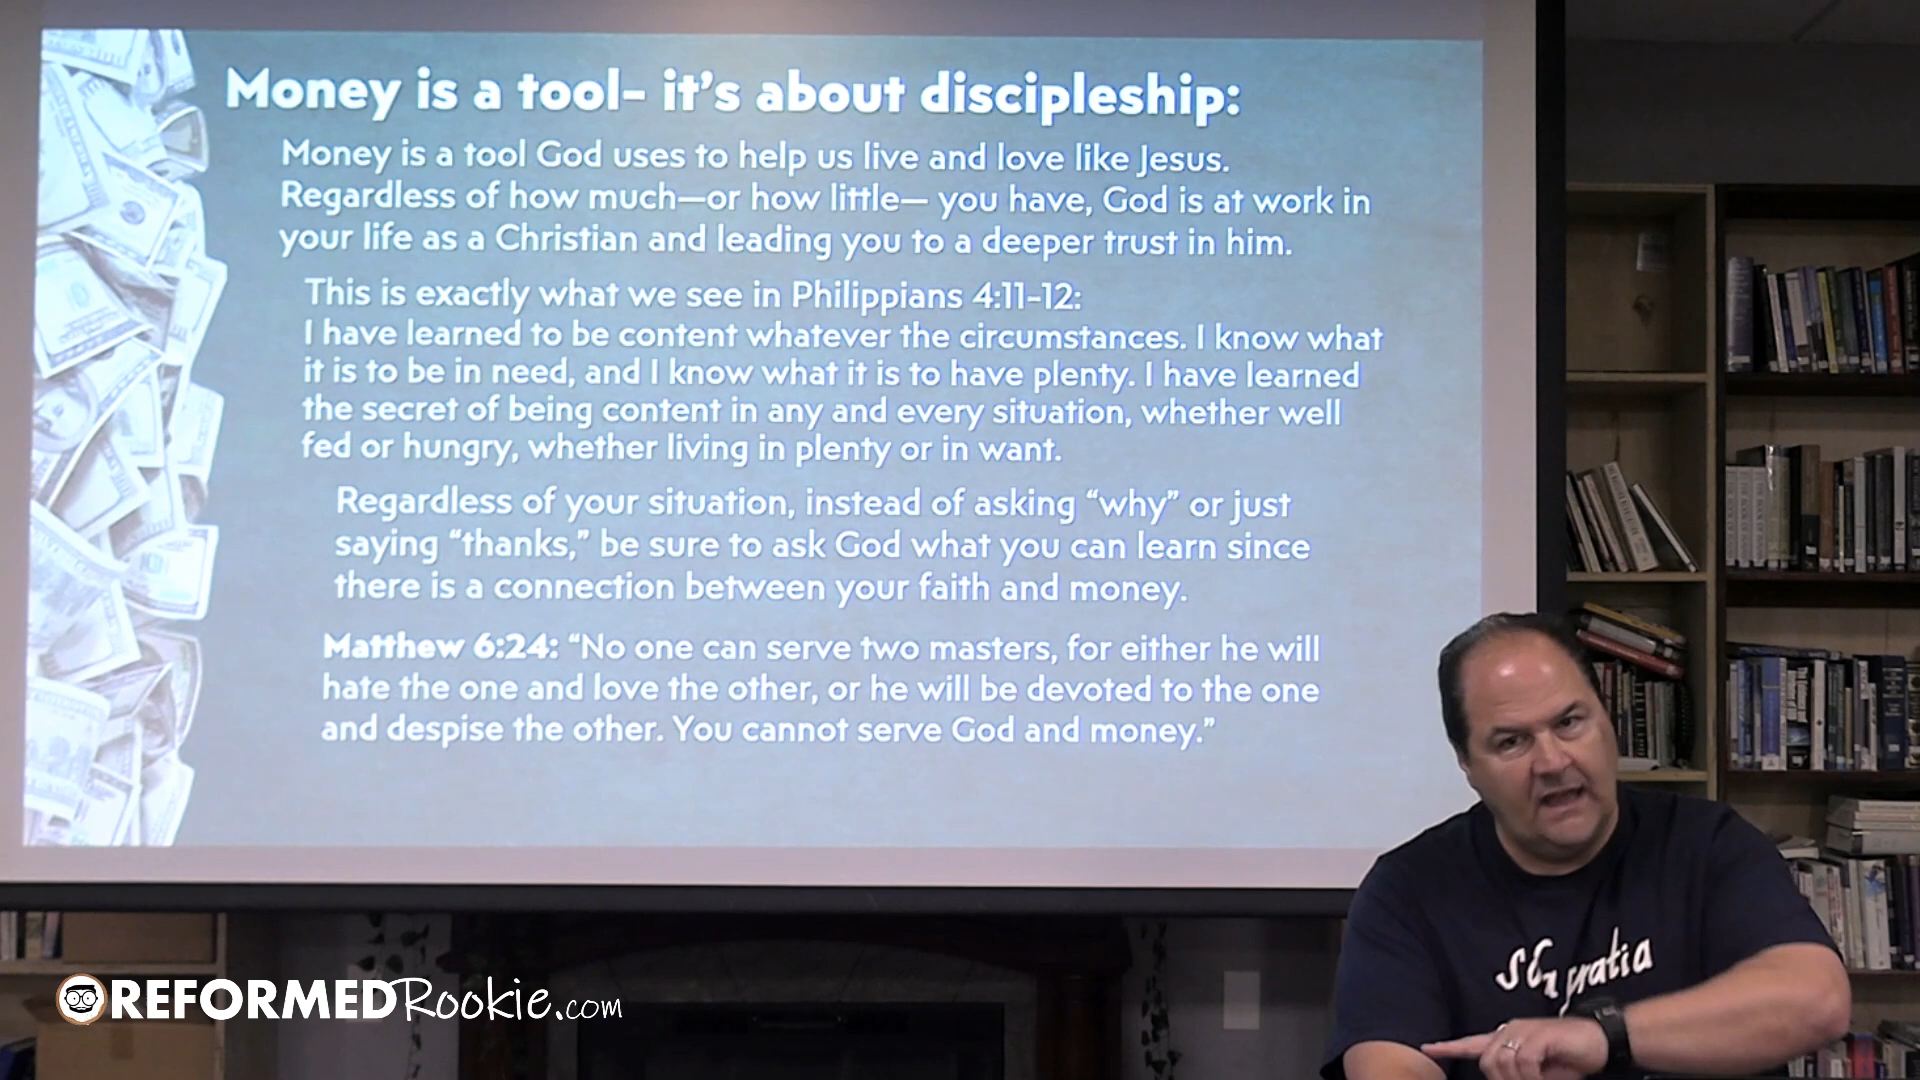 Money is a tool- it's about discipleship:
Money is a tool God uses to help us live and love like Jesus.
Regardless of how much—or how little— you have, God is at work in
your life as a Christian and leading you to a deeper trust in him.
This is exactly what we see in Philippians 4:11-12:
I have learned to be content whatever the circumstances. I know what
it is to be in need, and I know what it is to have plenty. I have learned
the secret of being content in any and every situation, whether well
fed or hungry, whether living in plenty or in want.
Regardless of your situation, instead of asking “why” or just
saying “thanks,” be sure to ask God what you can learn since
there is a connection between your faith and money.
Matthew 6:24: “No one can serve two masters, for either he will
hate the one and love the other, or he will be devoted to the one
and despise the other. You cannot serve God and money.”
REFORMEDRookie.com